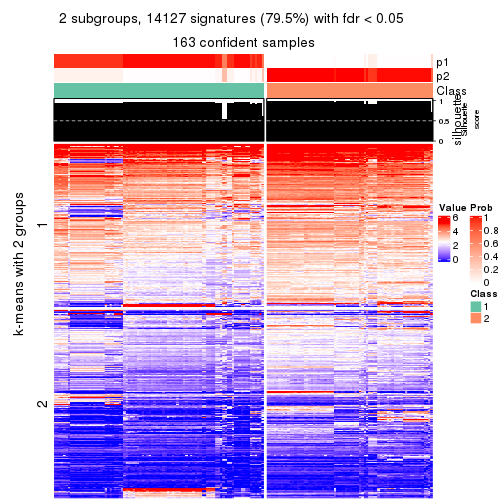 2 subgroups, 14127 signatures (79.5%) with fdr < 0.05
163 confident samples
p1
p2
Class
silhouette
Silhouette
score
1
0.5
0
k-means with 2 groups
1
2
Value
6
4
2
0
Prob
1
0.8
0.6
0.4
0.2
0
Class
1
2